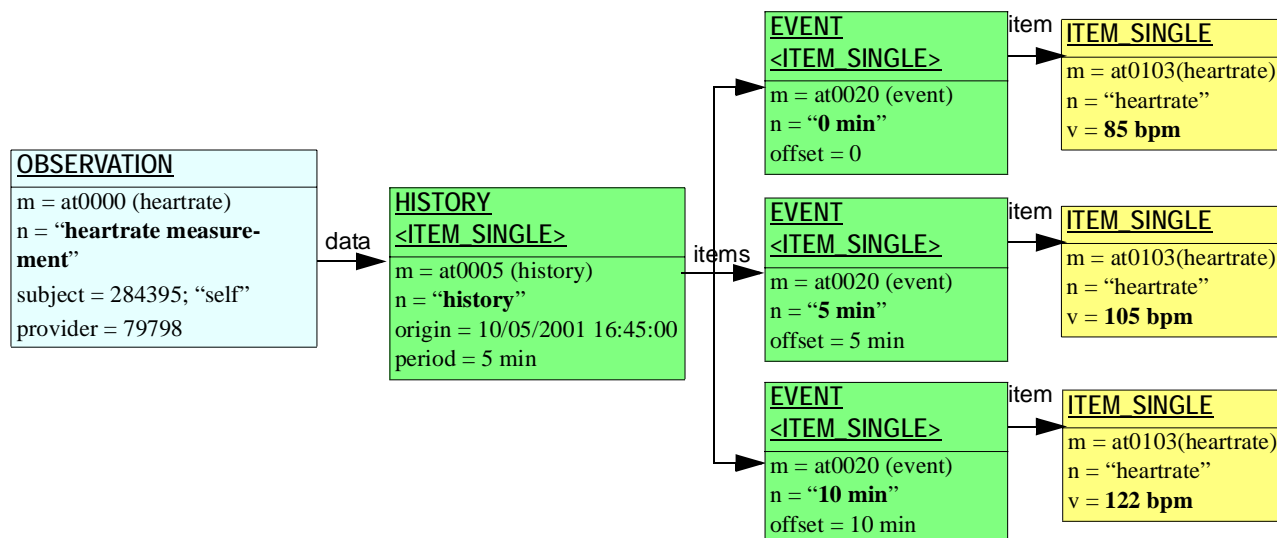 OBSERVATION
m = at0000 (heartrate)
n = “heartrate measure-
ment”
subject = 284395; “self”
provider = 79798
data
HISTORY
<ITEM_SINGLE>
m = at0005 (history)
n = “history”
origin = 10/05/2001 16:45:00
period = 5 min
items
EVENT
<ITEM_SINGLE>
m = at0020 (event)
n = “0 min”
offset = 0
item
ITEM_SINGLE
m = at0103(heartrate)
n = “heartrate”
v = 85 bpm
EVENT
<ITEM_SINGLE>
m = at0020 (event)
n = “5 min”
offset = 5 min
item
ITEM_SINGLE
m = at0103(heartrate)
n = “heartrate”
v = 105 bpm
EVENT
<ITEM_SINGLE>
m = at0020 (event)
n = “10 min”
offset = 10 min
item
ITEM_SINGLE
m = at0103(heartrate)
n = “heartrate”
v = 122 bpm